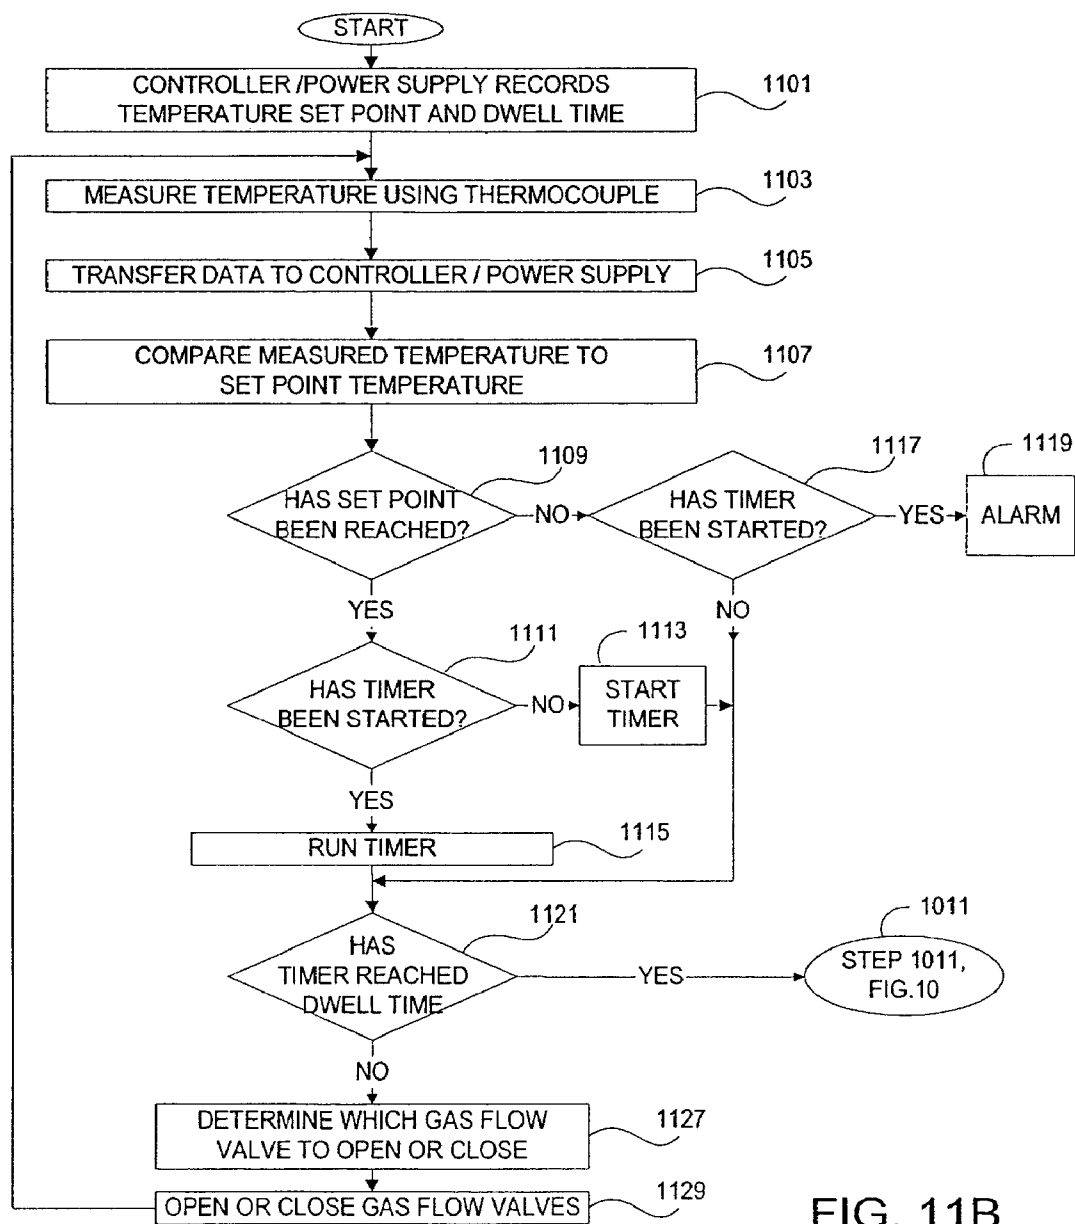 START
CONTROLLER /POWER SUPPLY RECORDS
TEMPERATURE SET POINT AND DWELL TIME
1101
MEASURE TEMPERATURE USING THERMOCOUPLE
1103
TRANSFER DATA TO CONTROLLER / POWER SUPPLY
1105
COMPARE MEASURED TEMPERATURE TO
SET POINT TEMPERATURE
1107
HAS SET POINT
BEEN REACHED?
1109
NO
HAS TIMER
BEEN STARTED?
1117
YES
ALARM
1119
YES
NO
HAS TIMER
BEEN STARTED?
1111
NO
START
TIMER
1113
YES
RUN TIMER
1115
HAS
TIMER REACHED
DWELL TIME
1121
YES
STEP 1011,
FIG.10
1011
NO
DETERMINE WHICH GAS FLOW
VALVE TO OPEN OR CLOSE
1127
OPEN OR CLOSE GAS FLOW VALVES
1129
FIG. 11B